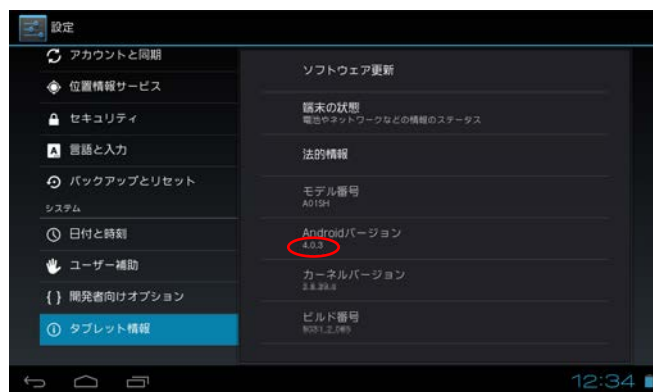 設定
アカウントと同期
位置情報サービス
セキュリティ
A 言語と入力
バックアップとリセット
システム
日付と時刻
ユーザー補助
{ } 開発者向けオプション
タブレット情報
ソフトウェア更新
端末の状態
電池やネットワークなどの情報のステータス
法的情報
モデル番号
A01SH
Androidバージョン
4.0.3
カーネルバージョン
ビルド番号
12:34